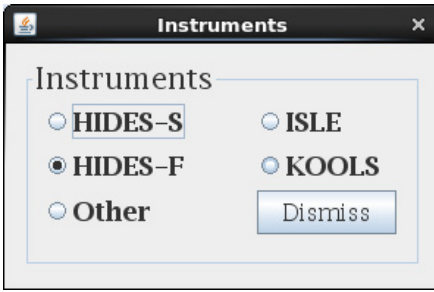 Instruments
Instruments
HIDES-S ISLE
HIDES-F KOOLS
Other Dismiss